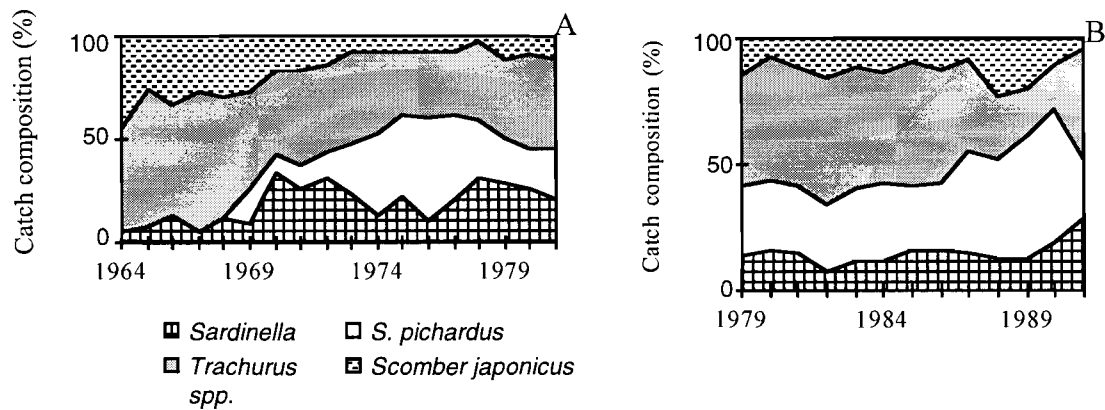 A
Catch composition (%)
100
50
0
1964 1969 1974 1979
B
Catch composition (%)
100
50
0
1979 1984 1989
Sardinella S. pichardus
Trachurus Scomber japonicus
spp.